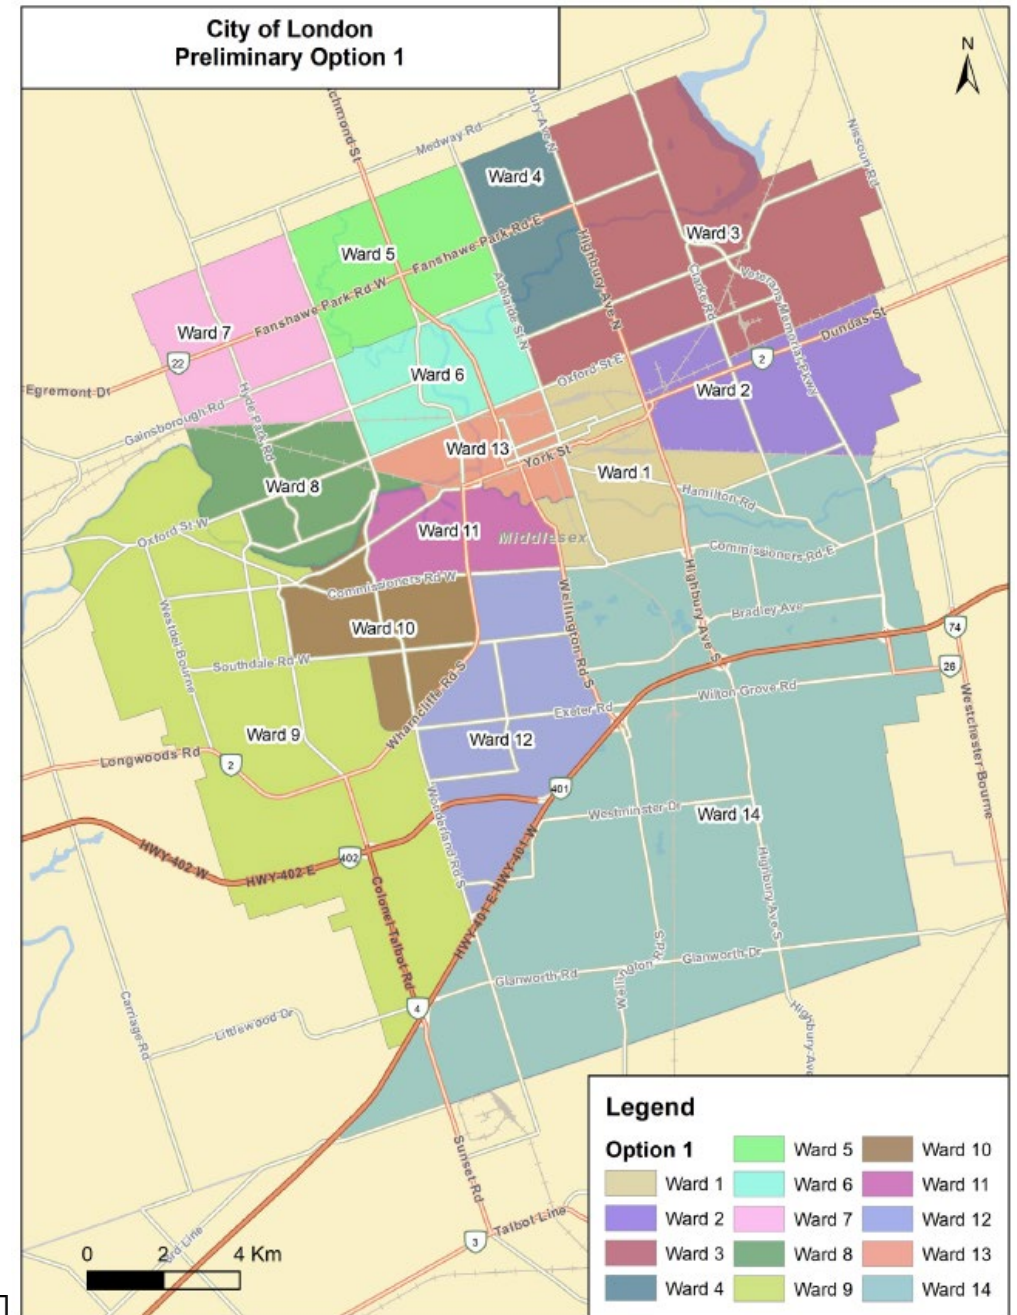 City of London
Preliminary Option 1
N
Medway Rd
Nissouri Rd
Ward 4
Fanshawe Park Rd E
Highbury Ave N
Ward 3
Ward 5
Fanshawe Park Rd W
Adelaide St N
Clarke Rd
Veterans Memorial Pkwy
Ward 7
22
Dundas St
2
Egremont Dr
Ward 6
Oxford St E
Ward 2
Gainsborough Rd
Hyde Park Rd
Ward 13
York St
Ward 1
Ward 8
Hamilton Rd
Oxford St W
Ward 11
Middlesex
Commissioners Rd E
Commissioners Rd W
Westdel Bourne
Wellington Rd S
Highbury Ave S
Bradley Ave
Ward 10
74
26
Southdale Rd W
Wharncliffe Rd S
Wilton Grove Rd
Westchester Bourne
Exeter Rd
Ward 9
Ward 12
Longwoods Rd
2
401
Wonderland Rd S
Westminster Dr
Ward 14
HWY 402 W
HWY 402 E
402
HWY 401 E HWY 401 W
Colonel Talbot Rd
Highbury Ave S
Wellington Rd S
Glanworth Rd
Glanworth Dr
Carriage Rd
Littlewood Dr
4
Sunset Rd
3rd Line
3
Talbot Line
0 2 4 Km
Legend
Option 1
Ward 1
Ward 2
Ward 3
Ward 4
Ward 5
Ward 6
Ward 7
Ward 8
Ward 9
Ward 10
Ward 11
Ward 12
Ward 13
Ward 14